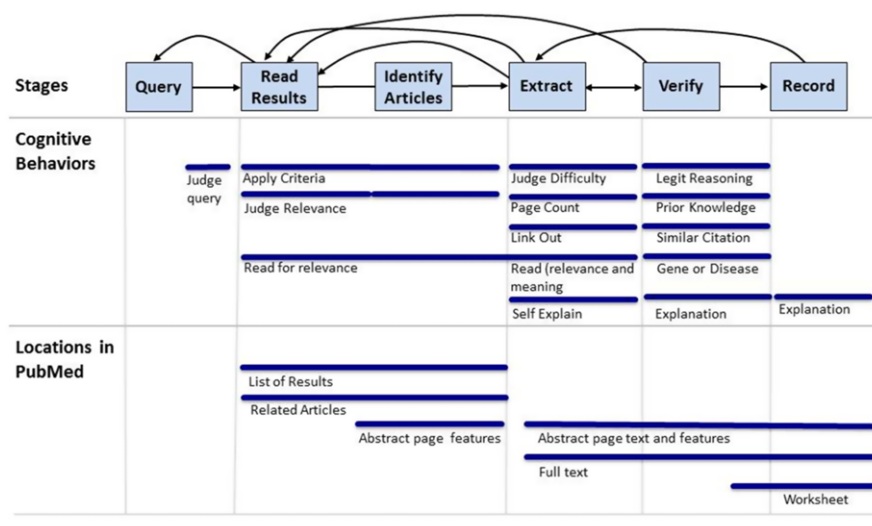 Stages
Query
Read
Results
Identify
Articles
Extract
Verify
Record
Cognitive
Behaviors
Judge
query
Apply Criteria
Judge Difficulty
Legit Reasoning
Judge Relevance
Page Count
Prior Knowledge
Link Out
Similar Citation
Read for relevance
Read (relevance and
meaning
Gene or Disease
Self Explain
Explanation
Explanation
Locations in
PubMed
List of Results
Related Articles
Abstract page features
Abstract page text and features
Full text
Worksheet